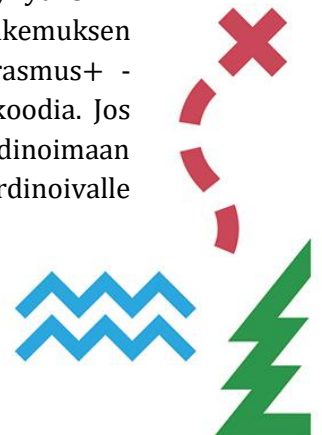 kemuksen
rasmus+ -
koodia. Jos
dinoimaan
rdinoivalle